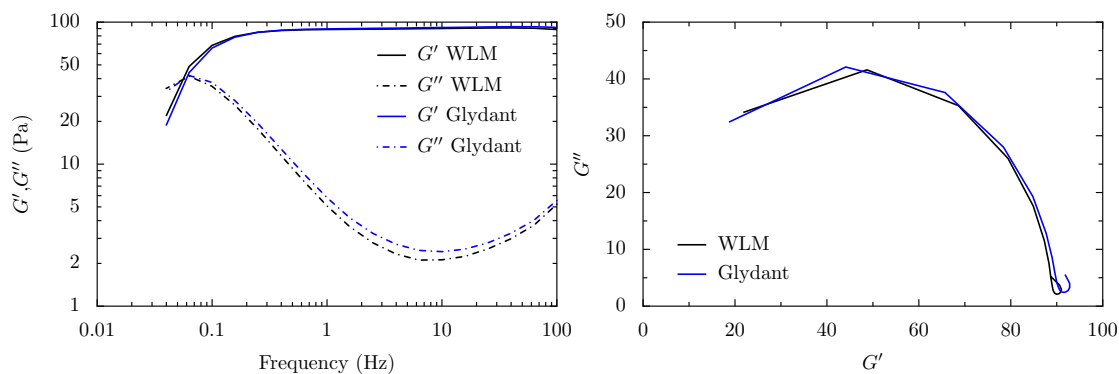 100
50
20
10
5
2
1
0.01
0.1
1
10
100
G′,G″ (Pa)
Frequency (Hz)
G′ WLM
G″ WLM
G′ Glydant
G″ Glydant
50
40
30
20
10
0
0
20
40
60
80
100
G″
G′
WLM
Glydant